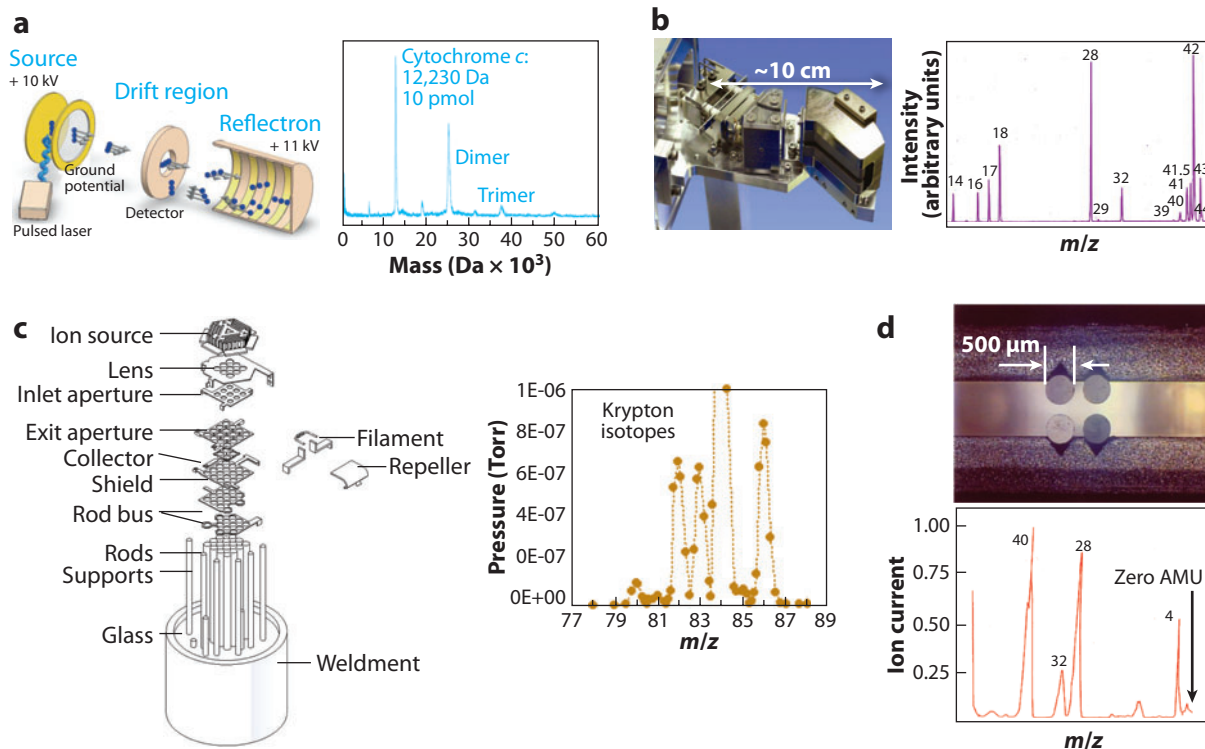 a
Source
+ 10 kV
Drift region
Reflectron
+ 11 kV
Ground
potential
Detector
Pulsed laser
Cytochrome c:
12,230 Da
10 pmol
Dimer
Trimer
0 10 20 30 40 50 60
Mass (Da × 10³)
b
~10 cm
Intensity
(arbitrary units)
14
16
17
18
28
29
32
39
40
41
41.5
42
43
44
m/z
c
Ion source
Lens
Inlet aperture
Exit aperture
Collector
Shield
Rod bus
Rods
Supports
Glass
Weldment
Filament
Repeller
Pressure (Torr)
1E-06
8E-07
6E-07
4E-07
0E-07
0E+00
Krypton
isotopes
77 79 81 83 85 87 89
m/z
d
500 µm
Ion current
1.00
0.75
0.50
0.25
40
32
28
4
Zero AMU
m/z